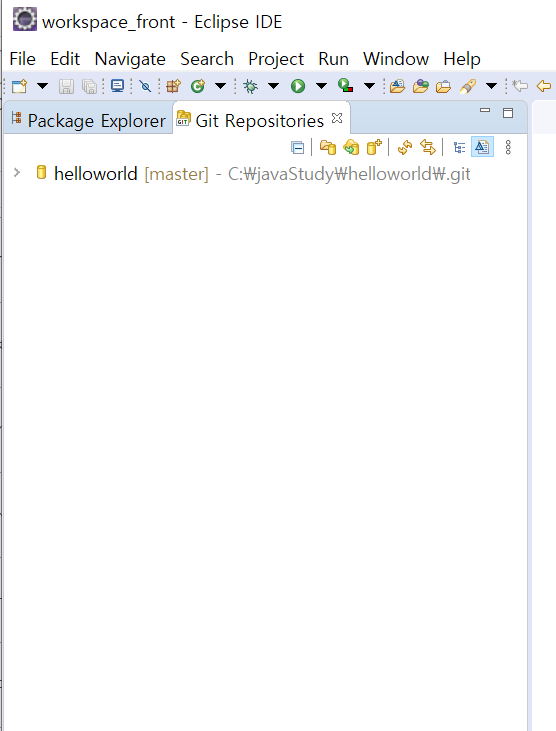 workspace_front - Eclipse IDE
File Edit Navigate Search Project Run Window Help
Package Explorer Git Repositories
helloworld [master] - C:₩javaStudy₩helloworld₩.git